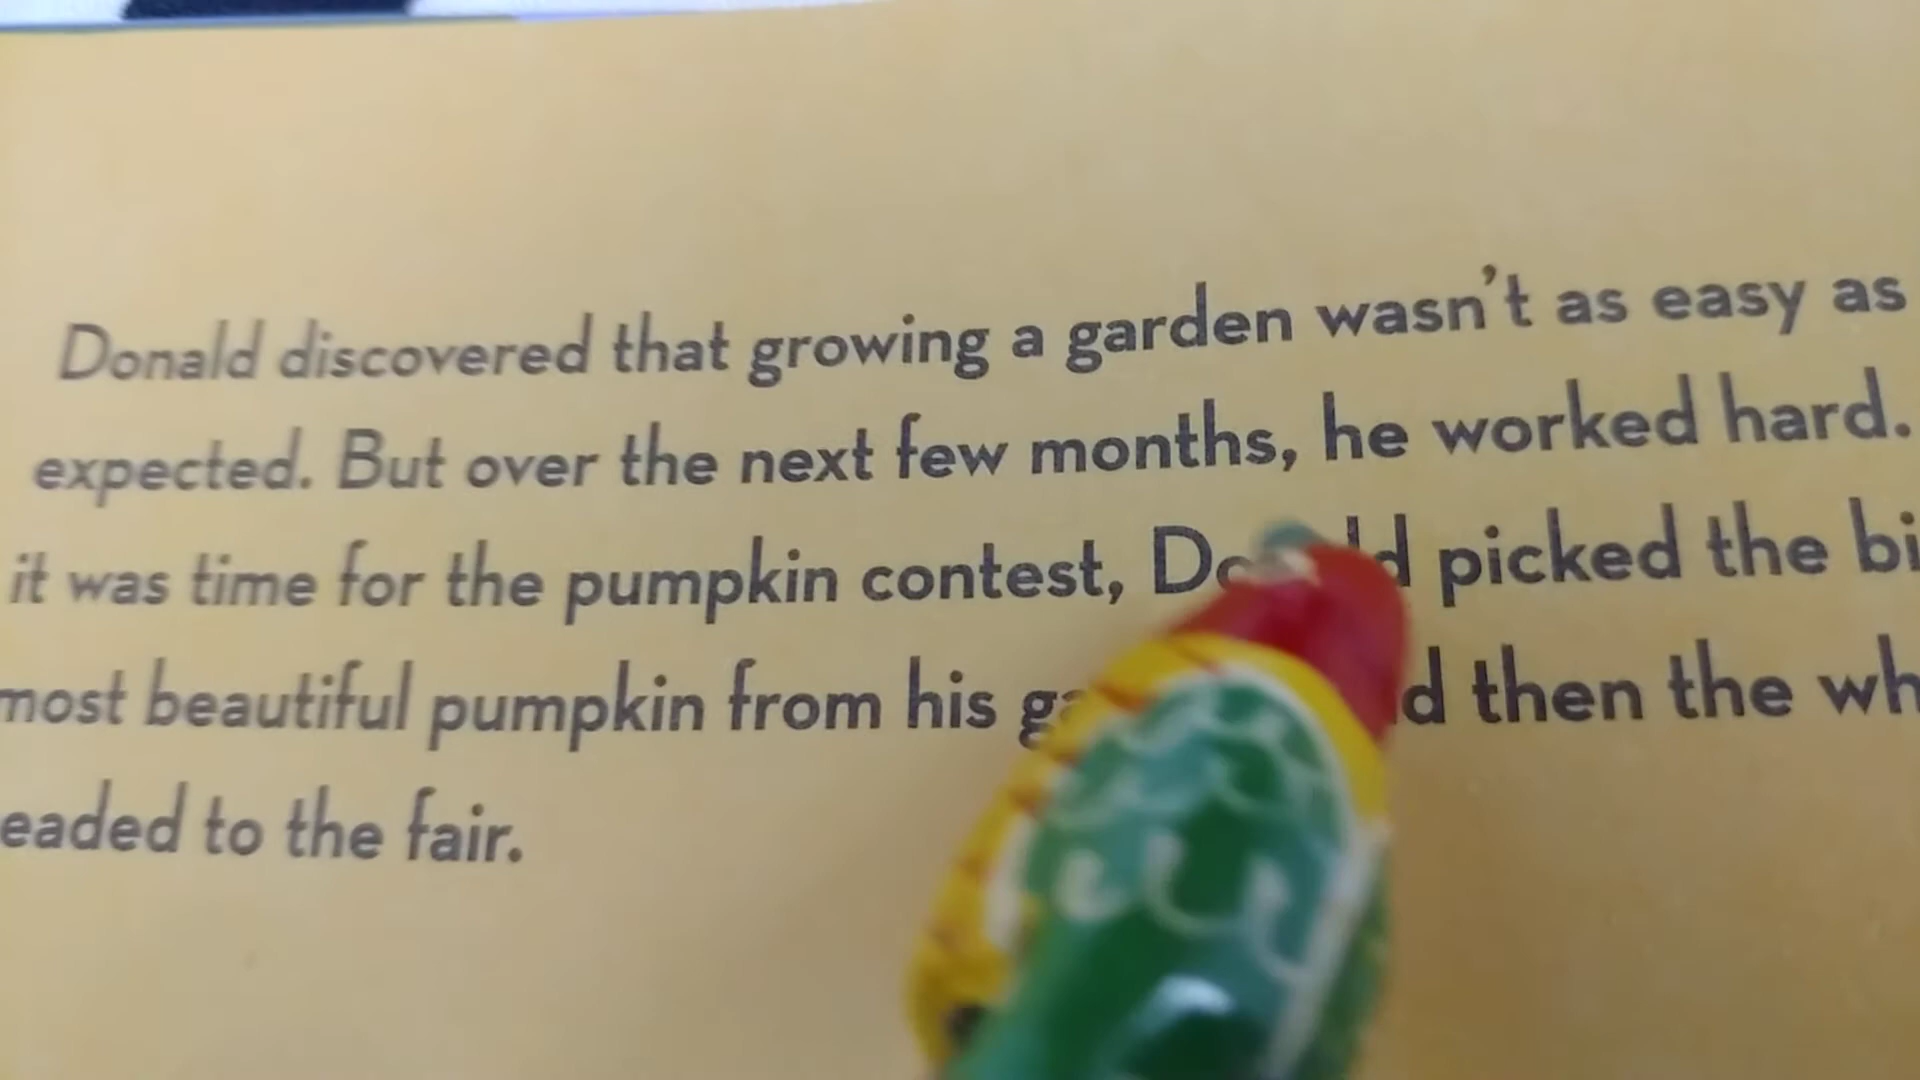 Donald discovered that growing a garden wasn't as easy as
expected. But over the next few months, he worked hard.
it was time for the pumpkin contest, picked the
most beautiful pumpkin from his then the
to the fair.